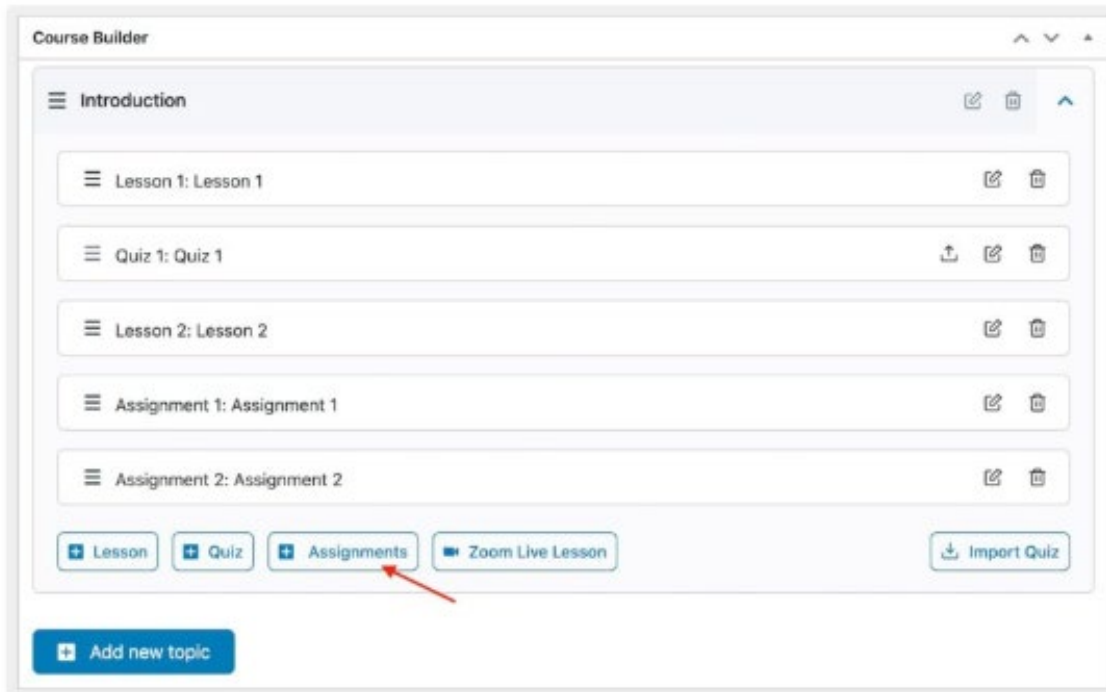 Course Builder
Introduction
Lesson 1: Lesson 1
Quiz 1: Quiz 1
Lesson 2: Lesson 2
Assignment 1: Assignment 1
Assignment 2: Assignment 2
Lesson Quiz Assignments Zoom Live Lesson Import Quiz
Add new topic